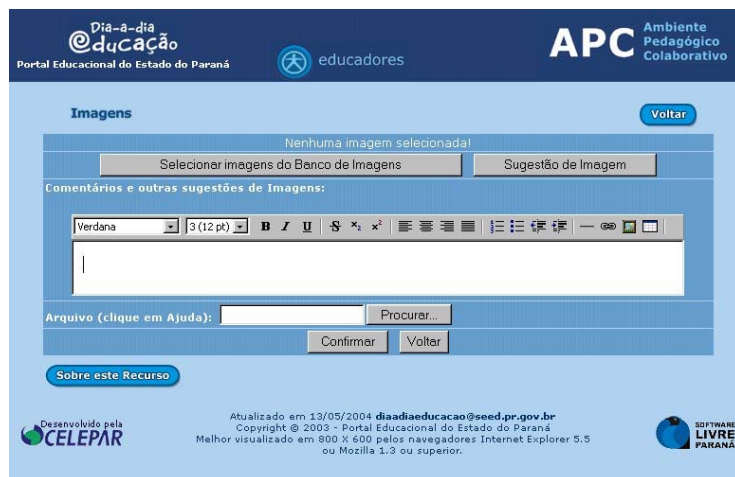 Dia-a-dia
@ducação
Portal Educacional do Estado do Paraná
educadores
APC
Ambiente
Pedagógico
Colaborativo
Imagens
Voltar
Nenhuma imagem selecionada!
Selecionar imagens do Banco de Imagens
Sugestão de Imagem
Comentários e outras sugestões de Imagens:
Verdana 3 (12 pt) B I U S ×₂ ×²
Arquivo (clique em Ajuda): Procurar...
Confirmar Voltar
Sobre este Recurso
Desenvolvido pela
CELEPAR
Atualizado em 13/05/2004 diaadiaeducacao@seed.pr.gov.br
Copyright © 2003 - Portal Educacional do Estado do Paraná
Melhor visualizado em 800 X 600 pelos navegadores Internet Explorer 5.5
ou Mozilla 1.3 ou superior.
SOFTWARE
LIVRE
PARANÁ